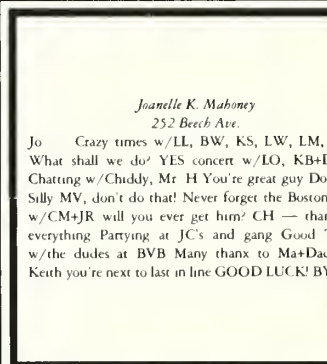 Joanelle K. Mahoney
252 Beech Ave.
Jo Crazy times w/LL, BW, KS, LW, LM,
What shall we do? YES concert w/LO, KB+D
Chatting w/Chiddy, Mr H You're great guy Do
Silly MV, don't do that! Never forget the Boston
w/CM+JR will you ever get him? CH — than
everything Partying at JC's and gang Good T
w/the dudes at BVB Many thanx to Ma+Dad
Keith you're next to last in line GOOD LUCK! BY